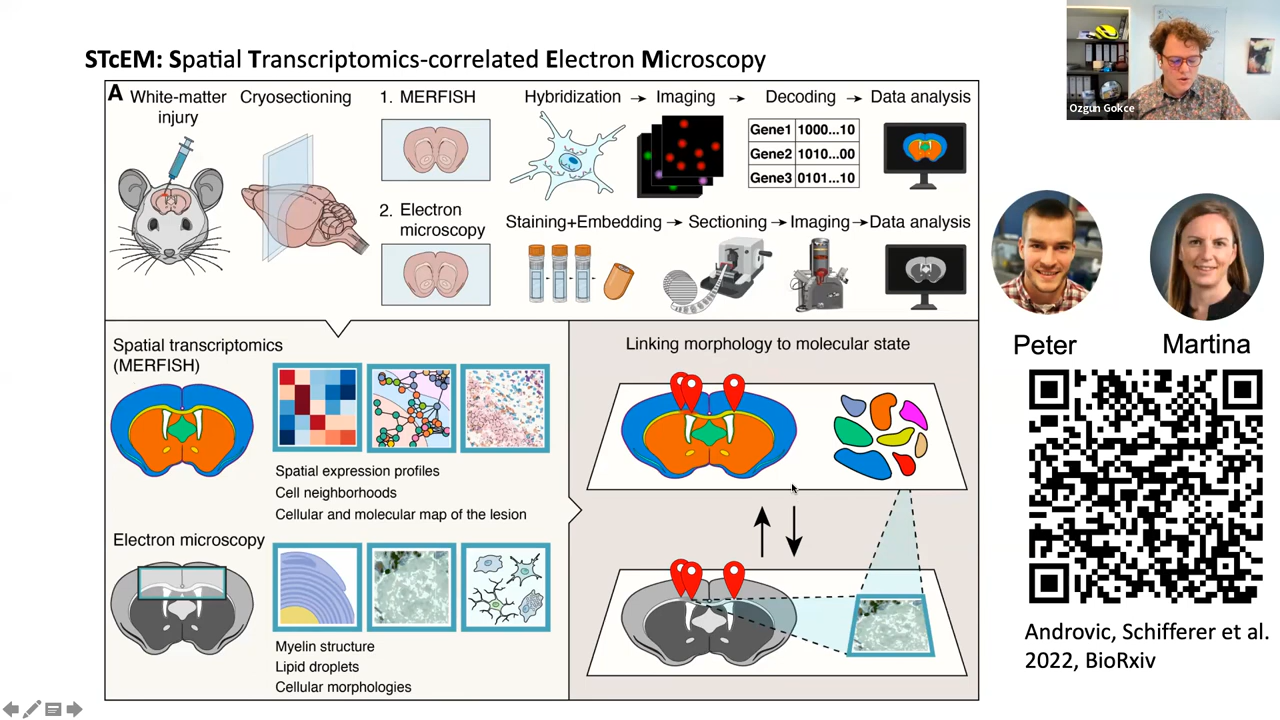 STcEM: Spatial Transcriptomics-correlated Electron Microscopy
Ozgun Gokce
A
White-matter
injury
Cryosectioning
1. MERFISH
2. Electron
microscopy
Hybridization → Imaging → Decoding → Data analysis
Gene1 1000...10
Gene2 1010...00
Gene3 0101...10
Staining+Embedding → Sectioning → Imaging → Data analysis
Spatial transcriptomics
(MERFISH)
Spatial expression profiles
Cell neighborhoods
Cellular and molecular map of the lesion
Electron microscopy
Myelin structure
Lipid droplets
Cellular morphologies
Linking morphology to molecular state
Peter
Martina
Androvic, Schifferer et al.
2022, BioRxiv